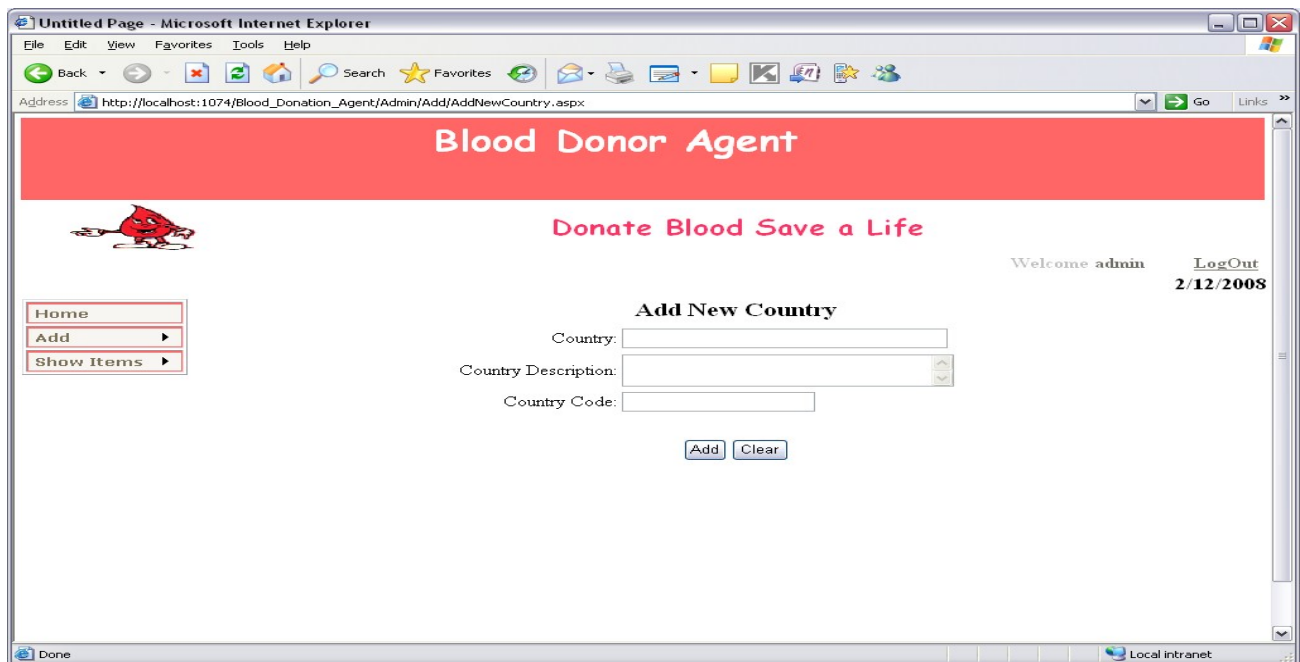 Untitled Page - Microsoft Internet Explorer
File Edit View Favorites Tools Help
Back Search Favorites
Address http://localhost:1074/Blood_Donation_Agent/Admin/Add/AddNewCountry.aspx Go Links »
Blood Donor Agent
Donate Blood Save a Life
Welcome admin LogOut
2/12/2008
Home
Add
Show Items
Add New Country
Country:
Country Description:
Country Code:
Add Clear
Done Local intranet